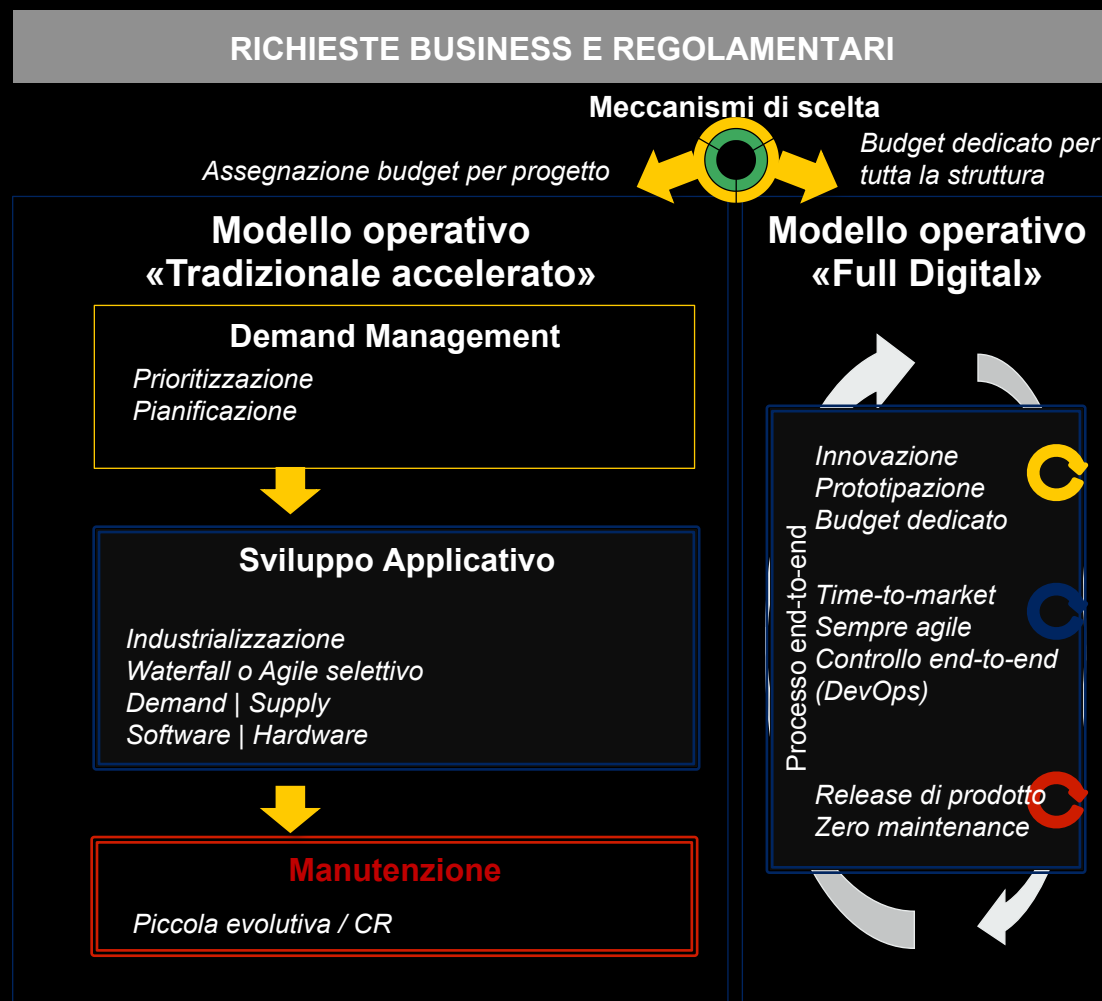 RICHIESTE BUSINESS E REGOLAMENTARI
Meccanismi di scelta
Assegnazione budget per progetto
Budget dedicato per
tutta la struttura
Modello operativo
«Tradizionale accelerato»
Demand Management
Prioritizzazione
Pianificazione
Sviluppo Applicativo
Industrializzazione
Waterfall o Agile selettivo
Demand | Supply
Software | Hardware
Manutenzione
Piccola evolutiva / CR
Modello operativo
«Full Digital»
Processo end-to-end
Innovazione
Prototipazione
Budget dedicato
Time-to-market
Sempre agile
Controllo end-to-end
(DevOps)
Release di prodotto
Zero maintenance